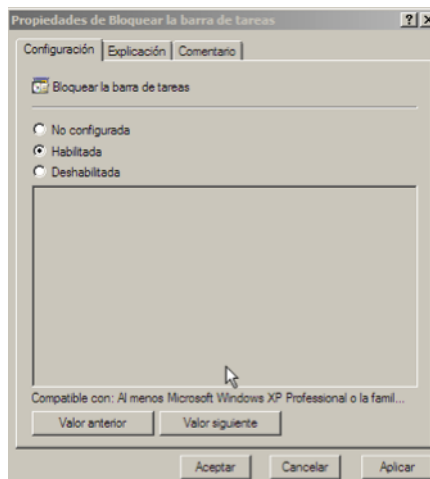 Propiedades de Bloquear la barra de tareas
Configuración Explicación Comentario
Bloquear la barra de tareas
No configurada
Habilitada
Deshabilitada
Compatible con: Al menos Microsoft Windows XP Professional o la famil...
Valor anterior Valor siguiente
Aceptar Cancelar Aplicar